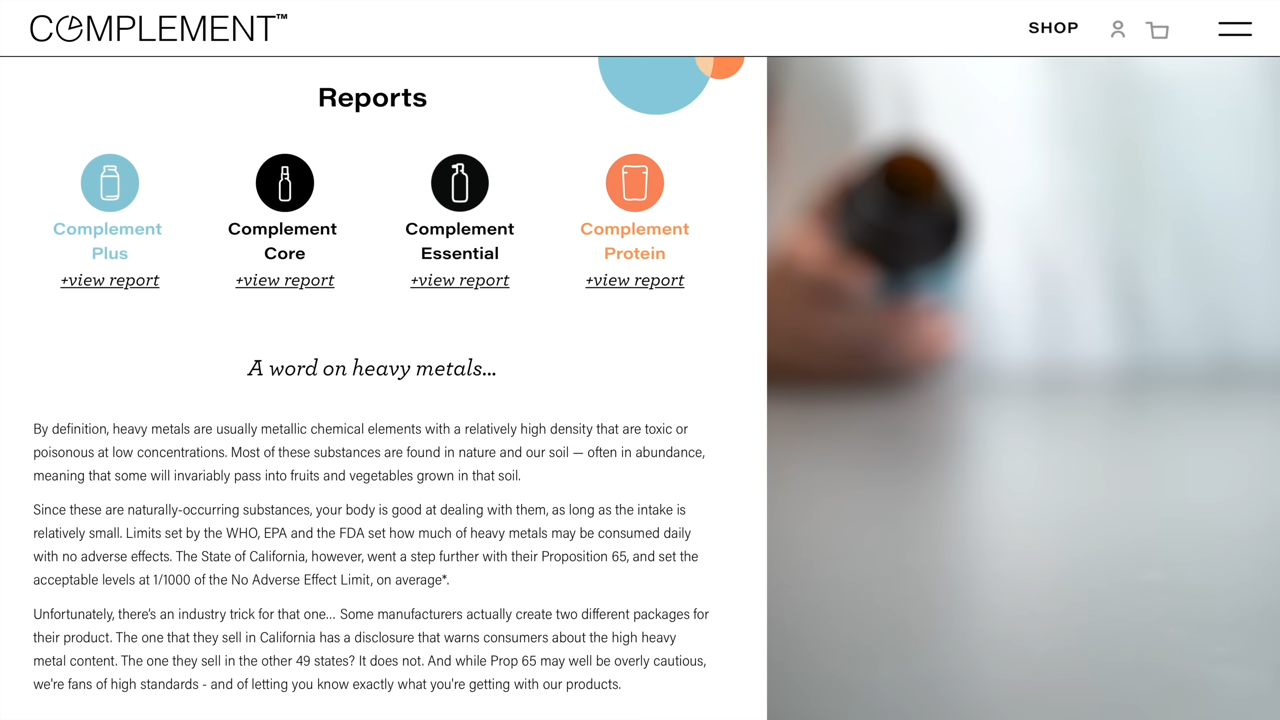 COMPLEMENT™
SHOP
Reports
Complement
Plus
+view report
Complement
Core
+view report
Complement
Essential
+view report
Complement
Protein
+view report
A word on heavy metals...
By definition, heavy metals are usually metallic chemical elements with a relatively high density that are toxic or
poisonous at low concentrations. Most of these substances are found in nature and our soil — often in abundance,
meaning that some will invariably pass into fruits and vegetables grown in that soil.
Since these are naturally-occurring substances, your body is good at dealing with them, as long as the intake is
relatively small. Limits set by the WHO, EPA and the FDA set how much of heavy metals may be consumed daily
with no adverse effects. The State of California, however, went a step further with their Proposition 65, and set the
acceptable levels at 1/1000 of the No Adverse Effect Limit, on average*.
Unfortunately, there's an industry trick for that one... Some manufacturers actually create two different packages for
their product. The one that they sell in California has a disclosure that warns consumers about the high heavy
metal content. The one they sell in the other 49 states? It does not. And while Prop 65 may well be overly cautious,
we're fans of high standards - and of letting you know exactly what you're getting with our products.